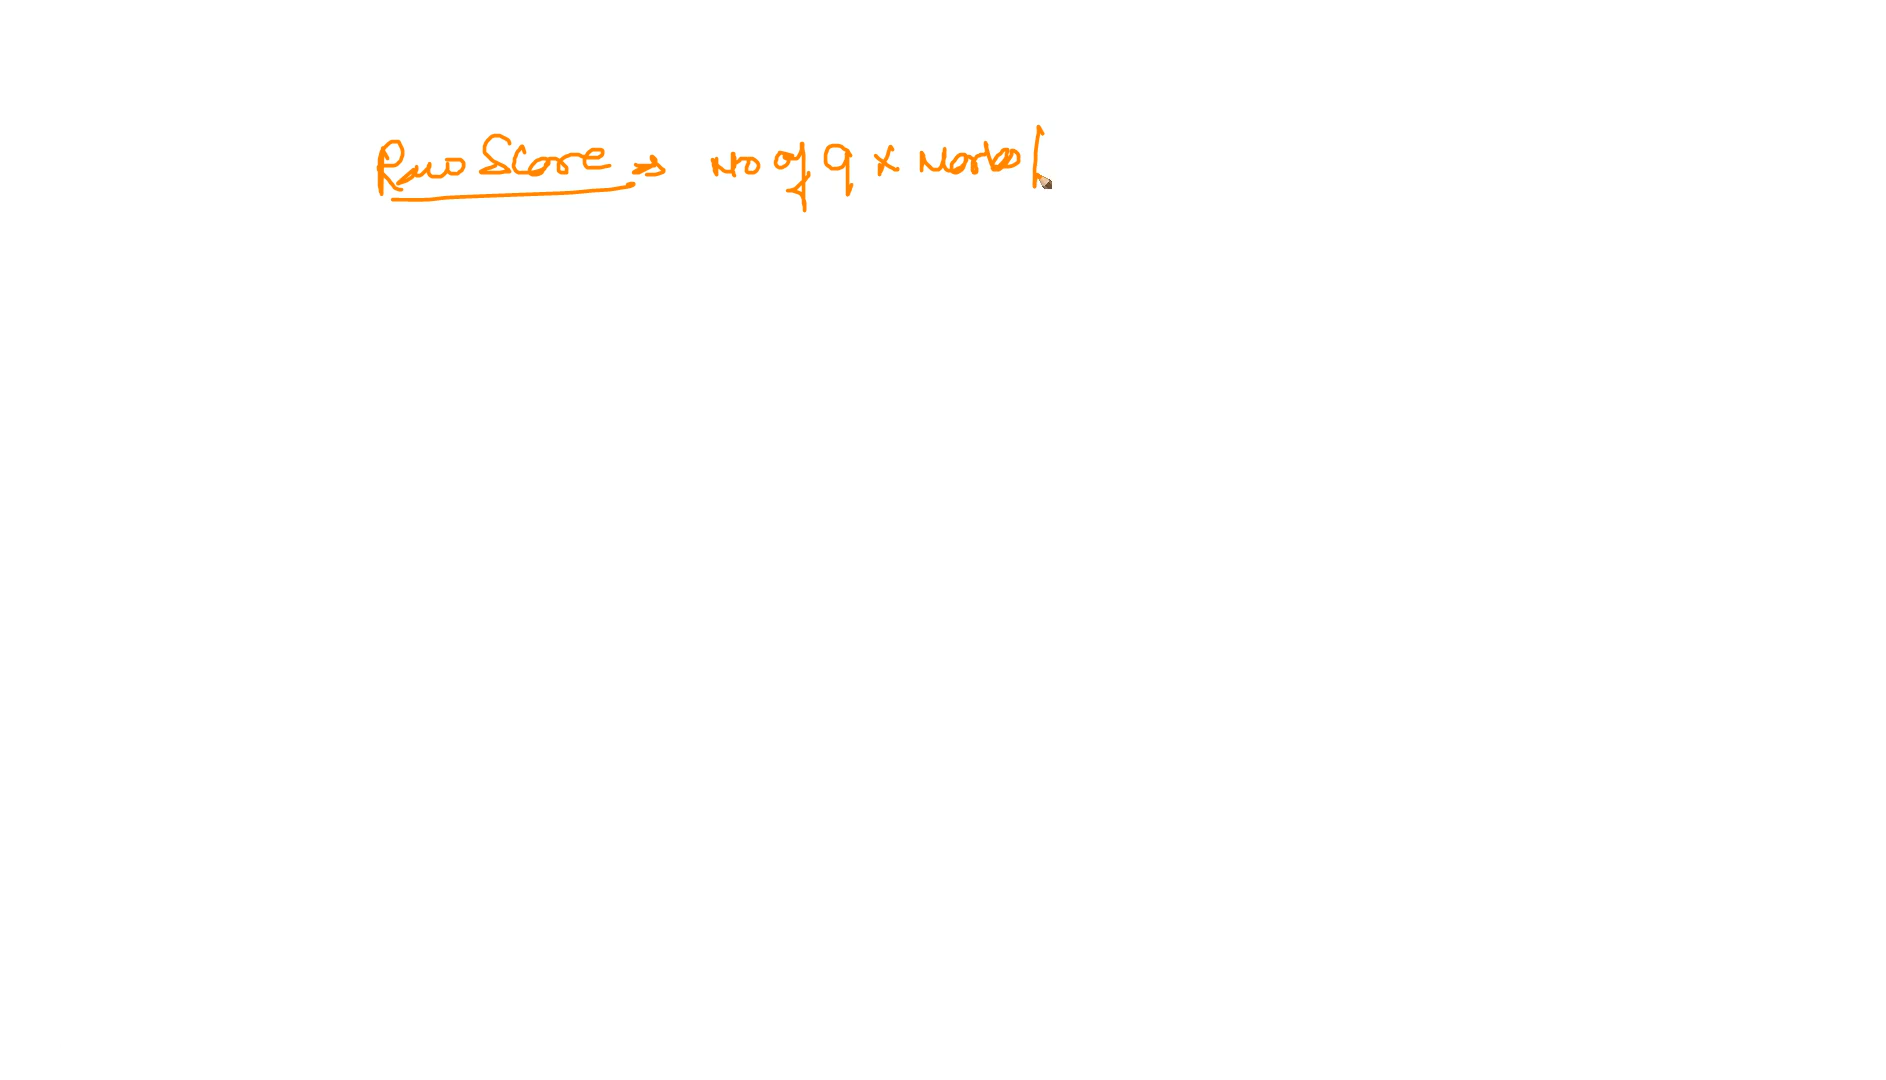 Raw Score → No of Q × Marks /